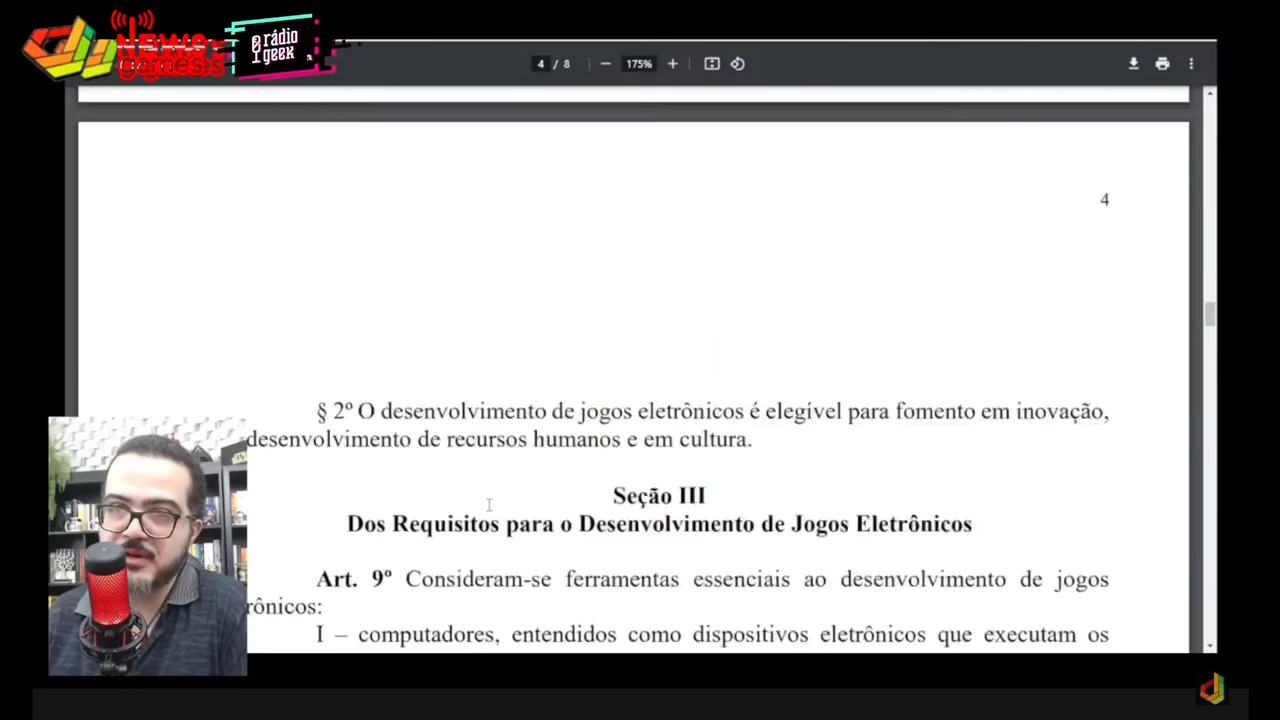 NEWS
games
rádio
geek
4 / 8
175%
4
§ 2º O desenvolvimento de jogos eletrônicos é elegível para fomento em inovação,
desenvolvimento de recursos humanos e em cultura.
Seção III
Dos Requisitos para o Desenvolvimento de Jogos Eletrônicos
Art. 9º Consideram-se ferramentas essenciais ao desenvolvimento de jogos
rônicos:
I – computadores, entendidos como dispositivos eletrônicos que executam os